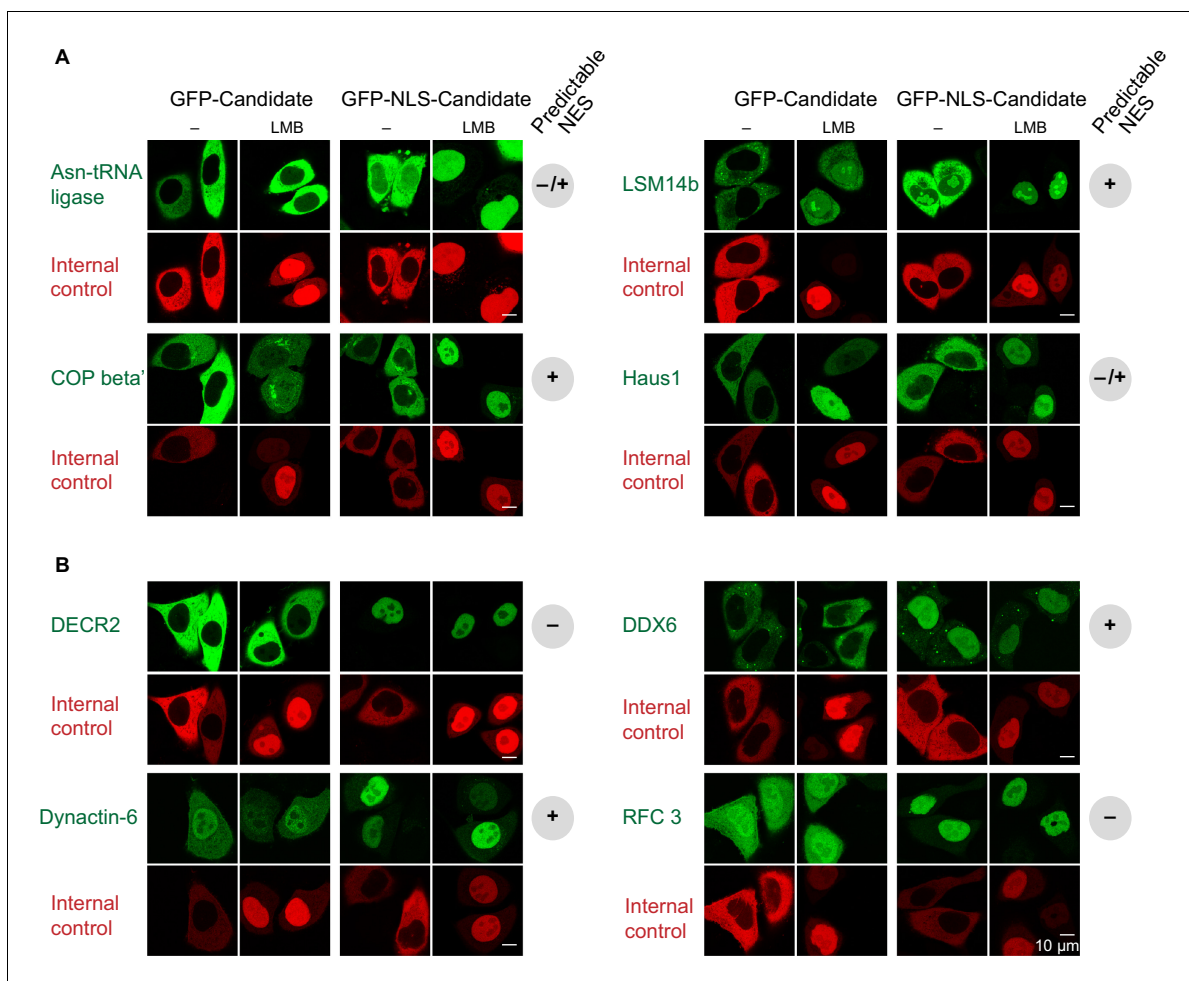 A
GFP-Candidate GFP-NLS-Candidate Predictable NES
– LMB – LMB
GFP-Candidate GFP-NLS-Candidate Predictable NES
– LMB – LMB
Asn-tRNA
ligase
–/+
Internal
control
COP beta'
+
Internal
control
LSM14b
+
Internal
control
Haus1
–/+
Internal
control
B
DECR2
–
Internal
control
Dynactin-6
+
Internal
control
DDX6
+
Internal
control
RFC 3
–
Internal
control
10 µm